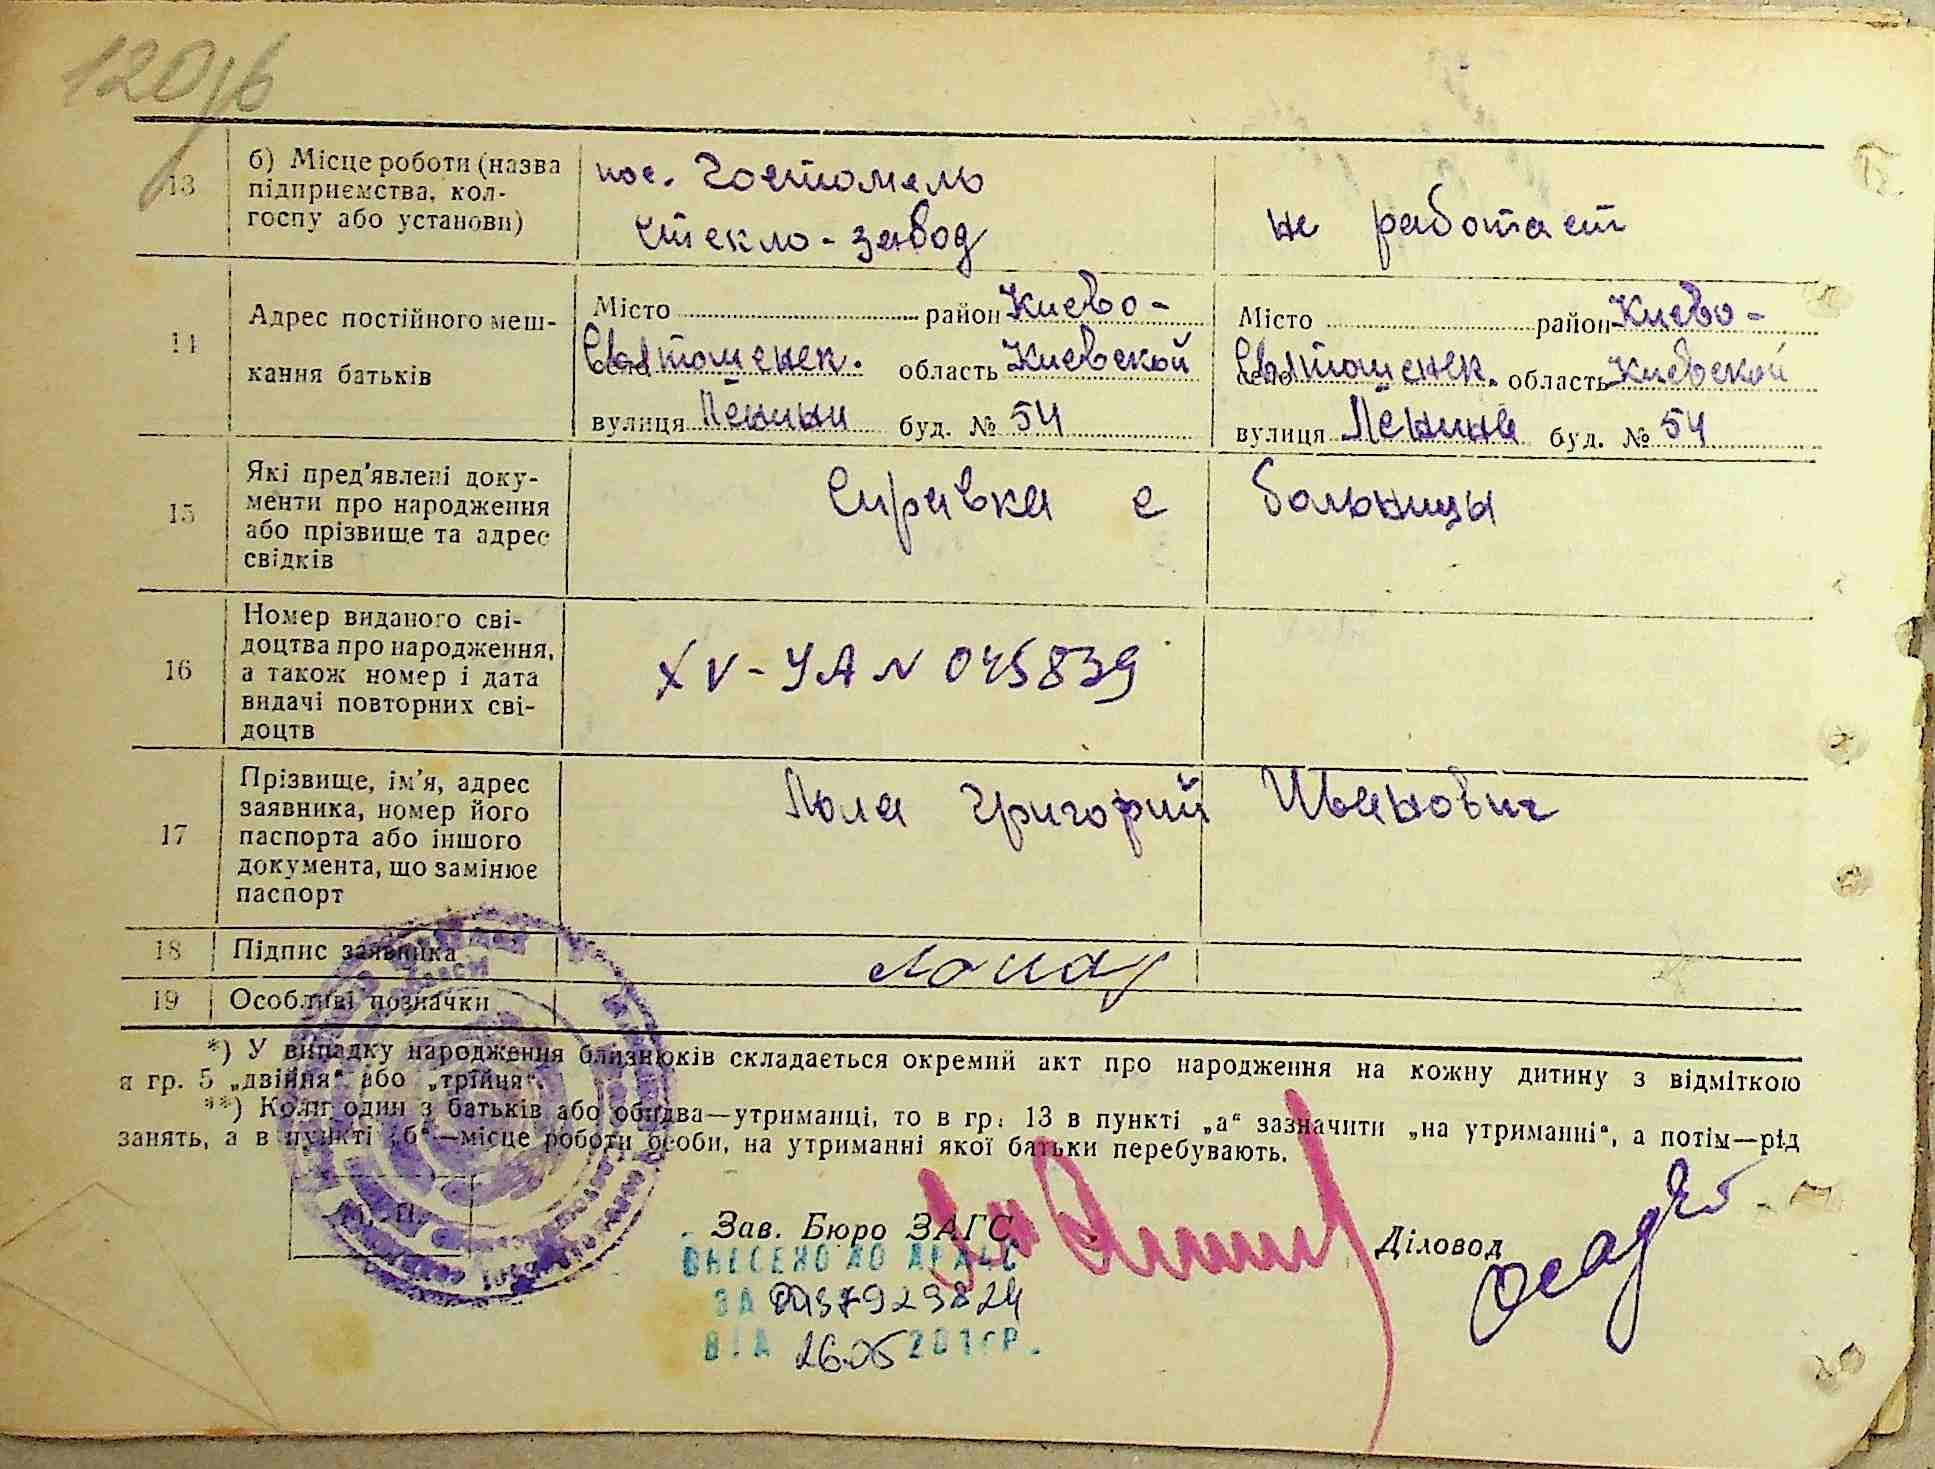 120/6
13
б) Місце роботи (назва
підприємства, кол-
госпу або установи)
пос. Гостомель
стекло-завод
не работает
14
Адрес постійного меш-
кання батьків
Місто район Киево-
Святошенск. область Киевской
вулиця Ленина буд. № 54
Місто район Киево-
Святошенск. область Киевской
вулиця Ленина буд. № 54
15
Які пред'явлені доку-
менти про народження
або прізвище та адрес
свідків
Справка с больницы
16
Номер виданого сві-
доцтва про народження,
а також номер і дата
видачі повторних сві-
доцтв
XV-УА N 045839
17
Прізвище, ім'я, адрес
заявника, номер його
паспорта або іншого
документа, що замінює
паспорт
Григорий Иванович
18
Підпис заявника
19
Особливі позначки
*) У випадку народження близнюків складається окремий акт про народження на кожну дитину з відміткою
в гр. 5 „двійня" або „трійця".
**) Коли один з батьків або обидва—утриманці, то в гр. 13 в пункті „а" зазначити „на утриманні", а потім—рід
занять, а в пункті „б"—місце роботи особи, на утриманні якої батьки перебувають.
М. П.
Зав. Бюро ЗАГС
Діловод
ВНЕСЕНО ДО ДРАЦС
ЗА
ВІД 26.05 201 Р.